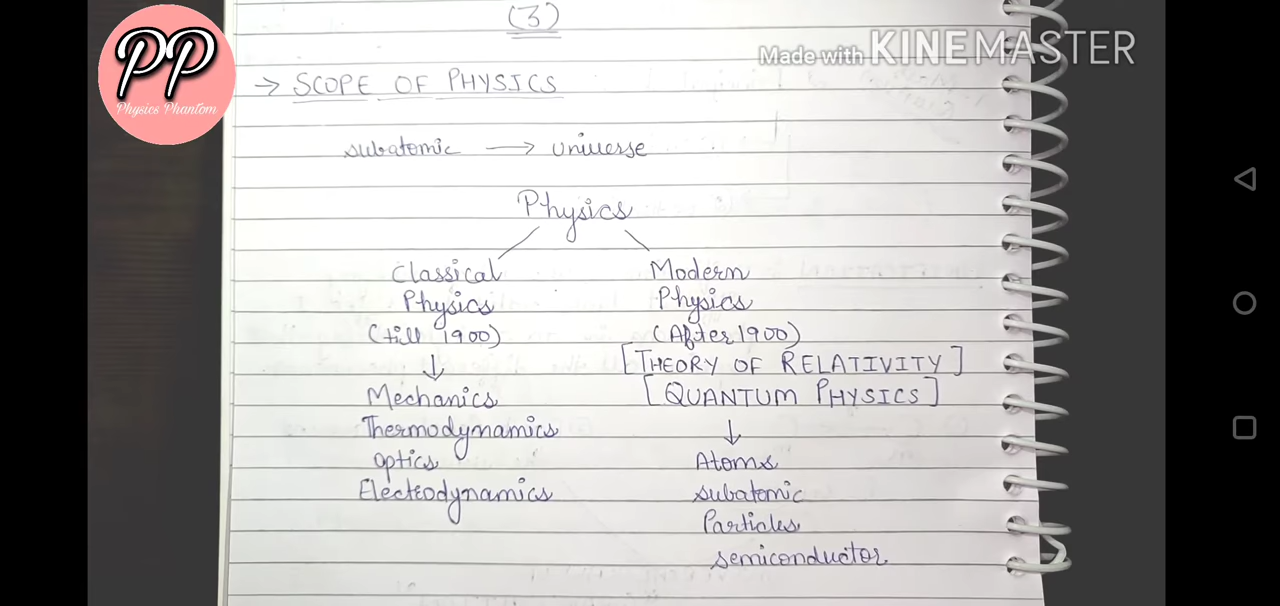 (3)
PP
Physics Phantom
Made with KINEMASTER
→ SCOPE OF PHYSICS
subatomic → universe
Physics
Classical Modern
Physics Physics
(till 1900) (After 1900)
[THEORY OF RELATIVITY]
[QUANTUM PHYSICS]
↓ ↓
Mechanics
Thermodynamics
optics Atoms
Electrodynamics subatomic
Particles
semiconductor